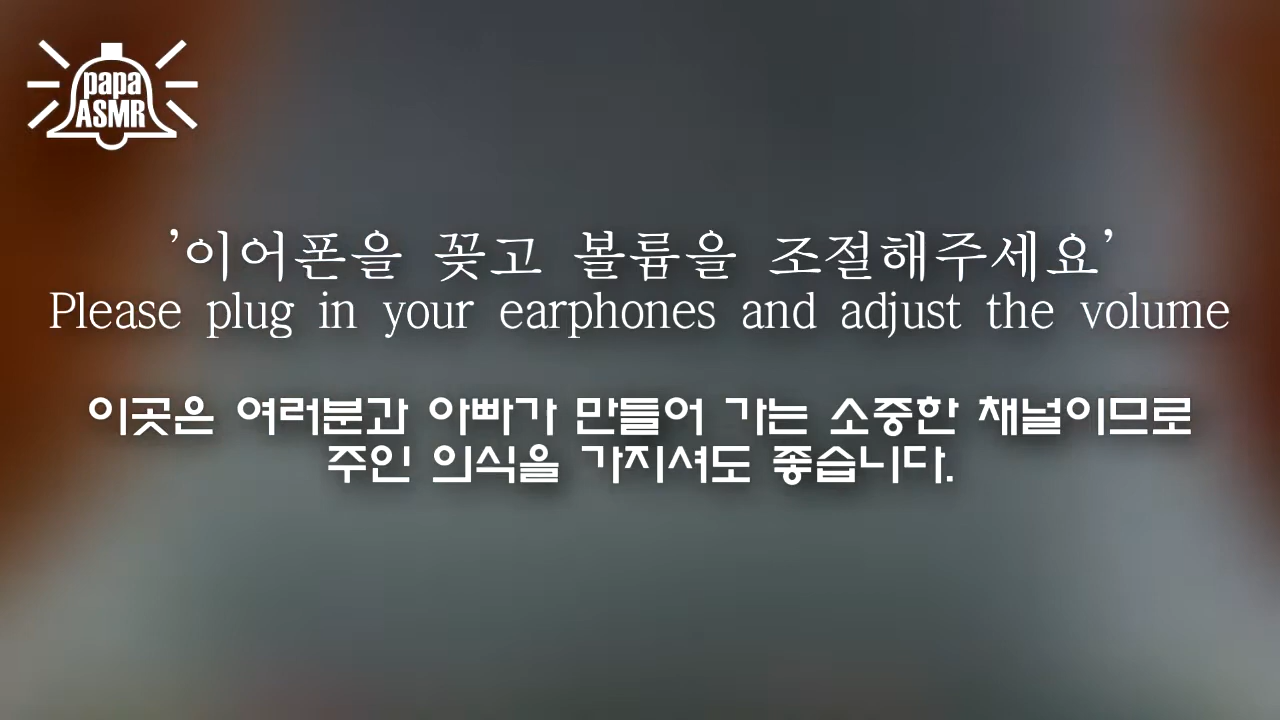 papa
ASMR
'이어폰을 꽂고 볼륨을 조절해주세요'
Please plug in your earphones and adjust the volume
이곳은 여러분과 아빠가 만들어 가는 소중한 채널이므로
주인 의식을 가지셔도 좋습니다.